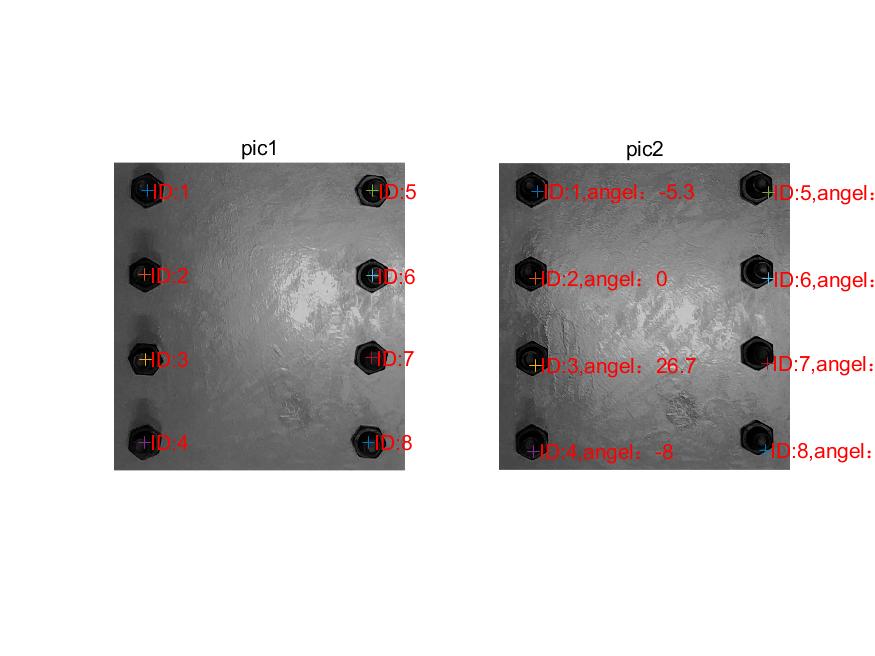 pic1
ID:1
ID:5
ID:2
ID:6
ID:3
ID:7
ID:4
ID:8
pic2
ID:1,angel：-5.3
ID:5,angel：
ID:2,angel：0
ID:6,angel：
ID:3,angel：26.7
ID:7,angel：
ID:4,angel：-8
ID:8,angel：